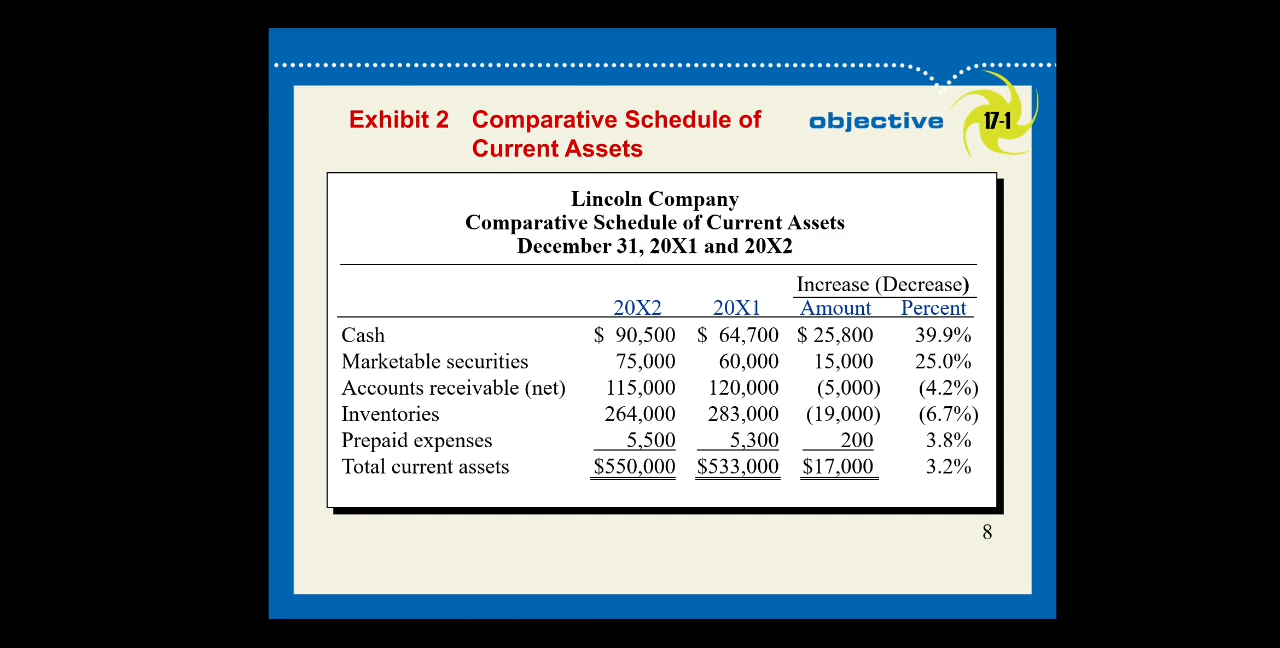 Exhibit 2 Comparative Schedule of objective 17-1
Current Assets
Lincoln Company
Comparative Schedule of Current Assets
December 31, 20X1 and 20X2
Increase (Decrease)
20X2 20X1 Amount Percent
Cash $ 90,500 $ 64,700 $ 25,800 39.9%
Marketable securities 75,000 60,000 15,000 25.0%
Accounts receivable (net) 115,000 120,000 (5,000) (4.2%)
Inventories 264,000 283,000 (19,000) (6.7%)
Prepaid expenses 5,500 5,300 200 3.8%
Total current assets $550,000 $533,000 $17,000 3.2%
8